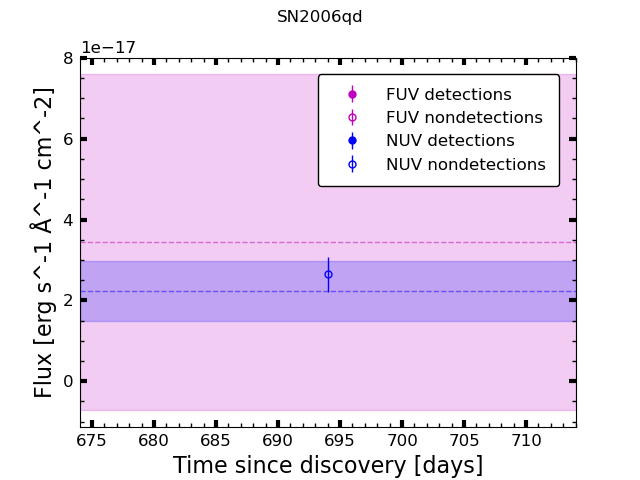 SN2006qd
1e−17
8
6
4
2
0
Flux [erg s^-1 Å^-1 cm^-2]
FUV detections
FUV nondetections
NUV detections
NUV nondetections
675 680 685 690 695 700 705 710
Time since discovery [days]